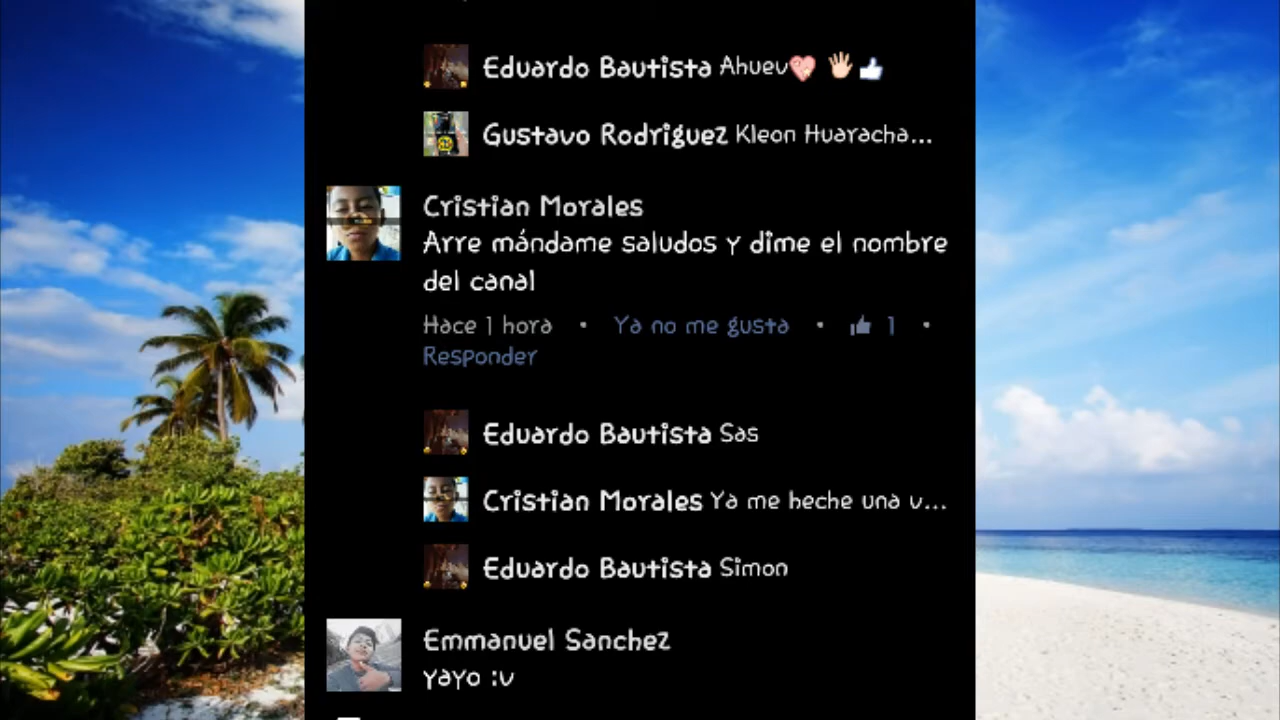 Eduardo Bautista Ahuev💖 🖐🏻 👍🏻
Gustavo Rodriguez Kleon Huaracha...
Cristian Morales
Arre mándame saludos y dime el nombre
del canal
Hace 1 hora • Ya no me gusta • 👍 1 •
Responder
Eduardo Bautista Sas
Cristian Morales Ya me heche una v...
Eduardo Bautista Simon
Emmanuel Sanchez
yayo :v